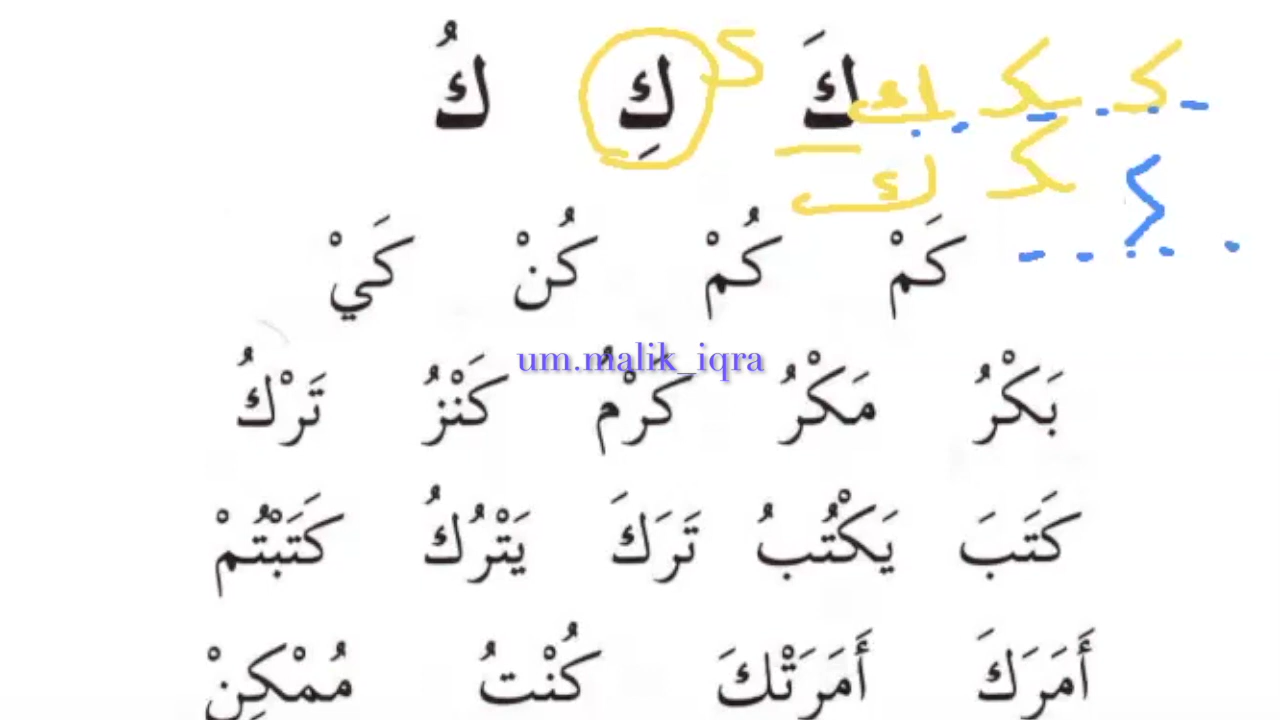 كَ كِ كُ
كَمْ كُمْ كُنْ كَيْ
um.malik_iqra
بَكْرُ مَكْرُ كَرْمُ كَنْزُ تَرْكُ
كَتَبَ يَكْتُبُ تَرَكَ يَتْرُكُ كَتَبْتُمْ
أَمَرَكَ أَمَرَتْكَ كُنْتُ مُمْكِنْ